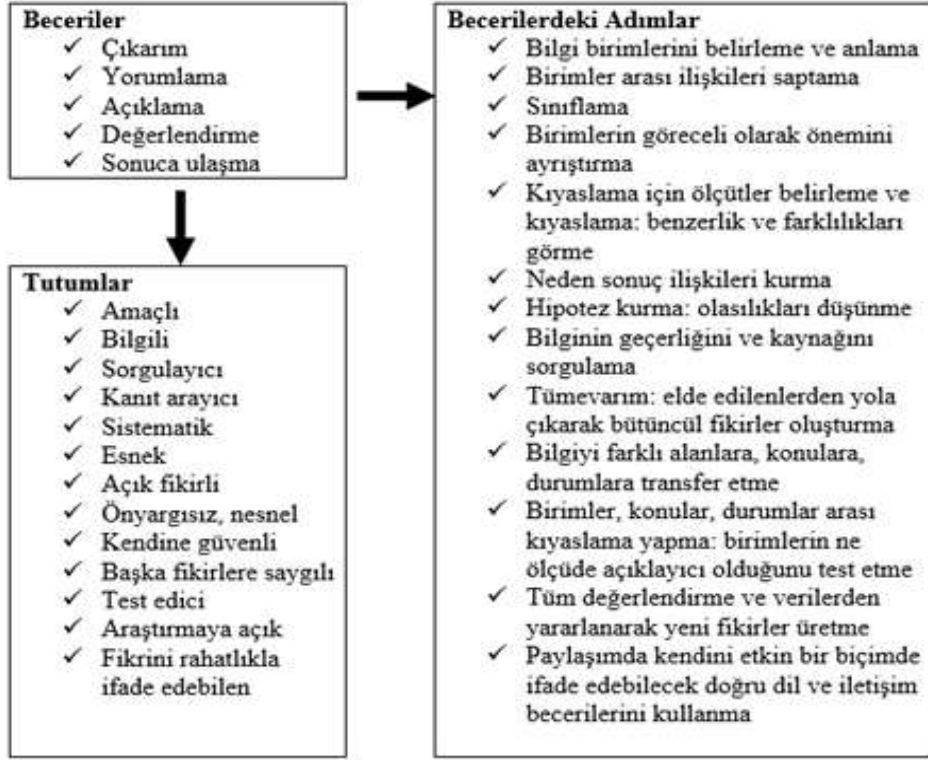 Beceriler
✓ Çıkarım
✓ Yorumlama
✓ Açıklama
✓ Değerlendirme
✓ Sonuca ulaşma
Tutumlar
✓ Amaçlı
✓ Bilgili
✓ Sorgulayıcı
✓ Kanıt arayıcı
✓ Sistematik
✓ Esnek
✓ Açık fikirli
✓ Önyargısız, nesnel
✓ Kendine güvenli
✓ Başka fikirlere saygılı
✓ Test edici
✓ Araştırmaya açık
✓ Fikrini rahatlıkla
ifade edebilen
Becerilerdeki Adımlar
✓ Bilgi birimlerini belirleme ve anlama
✓ Birimler arası ilişkileri saptama
✓ Sınıflama
✓ Birimlerin göreceli olarak önemini
ayrıştırma
✓ Kıyaslama için ölçütler belirleme ve
kıyaslama: benzerlik ve farklılıkları
görme
✓ Neden sonuç ilişkileri kurma
✓ Hipotez kurma: olasılıkları düşünme
✓ Bilginin geçerliğini ve kaynağını
sorgulama
✓ Tümevarım: elde edilenlerden yola
çıkarak bütüncül fikirler oluşturma
✓ Bilgiyi farklı alanlara, konulara,
durumlara transfer etme
✓ Birimler, konular, durumlar arası
kıyaslama yapma: birimlerin ne
ölçüde açıklayıcı olduğunu test etme
✓ Tüm değerlendirme ve verilerden
yararlanarak yeni fikirler üretme
✓ Paylaşımda kendini etkin bir biçimde
ifade edebilecek doğru dil ve iletişim
becerilerini kullanma